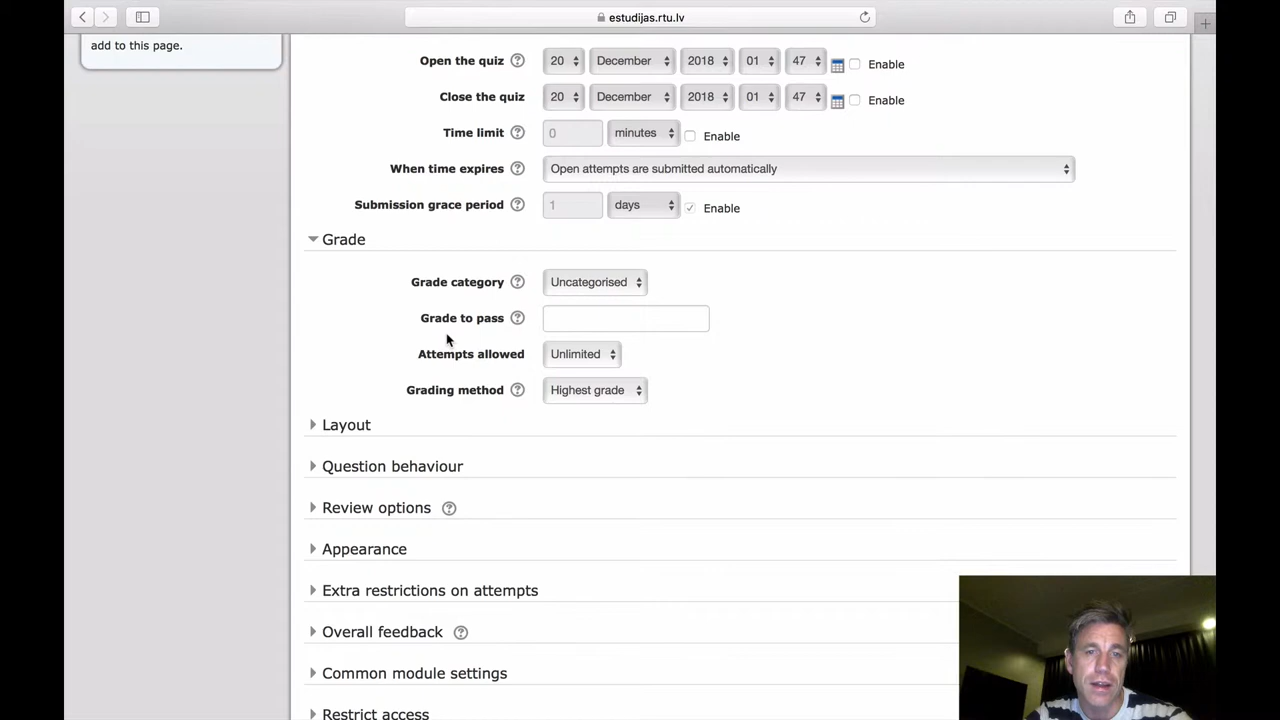 estudijas.rtu.lv
add to this page.
Open the quiz 20 December 2018 01 47 Enable
Close the quiz 20 December 2018 01 47 Enable
Time limit 0 minutes Enable
When time expires Open attempts are submitted automatically
Submission grace period 1 days Enable
Grade
Grade category Uncategorised
Grade to pass
Attempts allowed Unlimited
Grading method Highest grade
Layout
Question behaviour
Review options
Appearance
Extra restrictions on attempts
Overall feedback
Common module settings
Restrict access